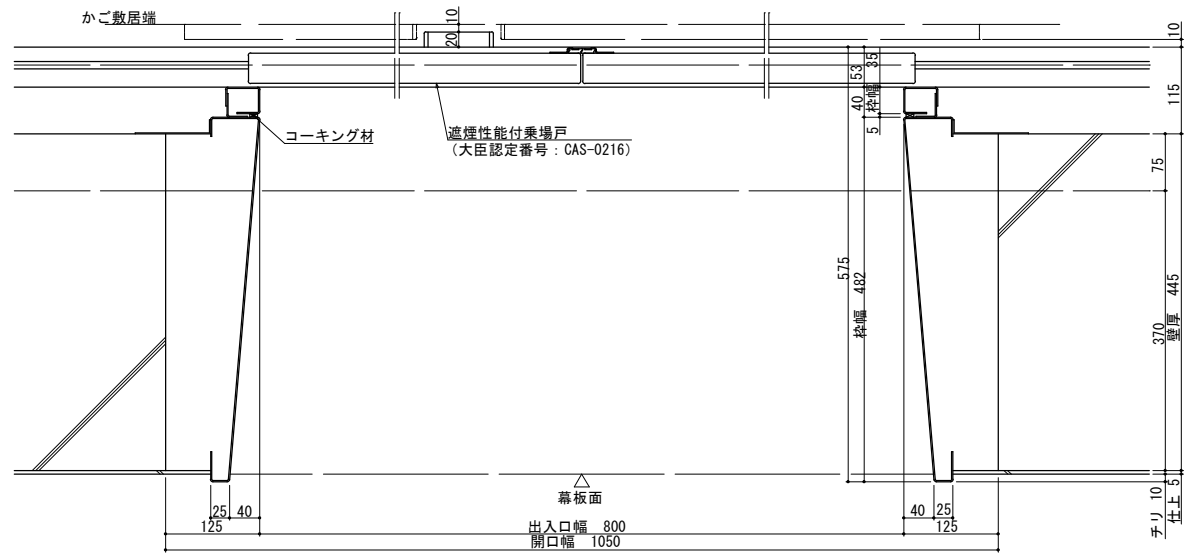 かご敷居端
10
20
10
35
53
115
40
枠幅
5
コーキング材
遮煙性能付乗場戸
（大臣認定番号：CAS-0216）
75
575
枠幅 482
370
壁厚 445
幕板面
25
40
40
25
125
出入口幅 800
125
開口幅 1050
チリ 10
仕上 5